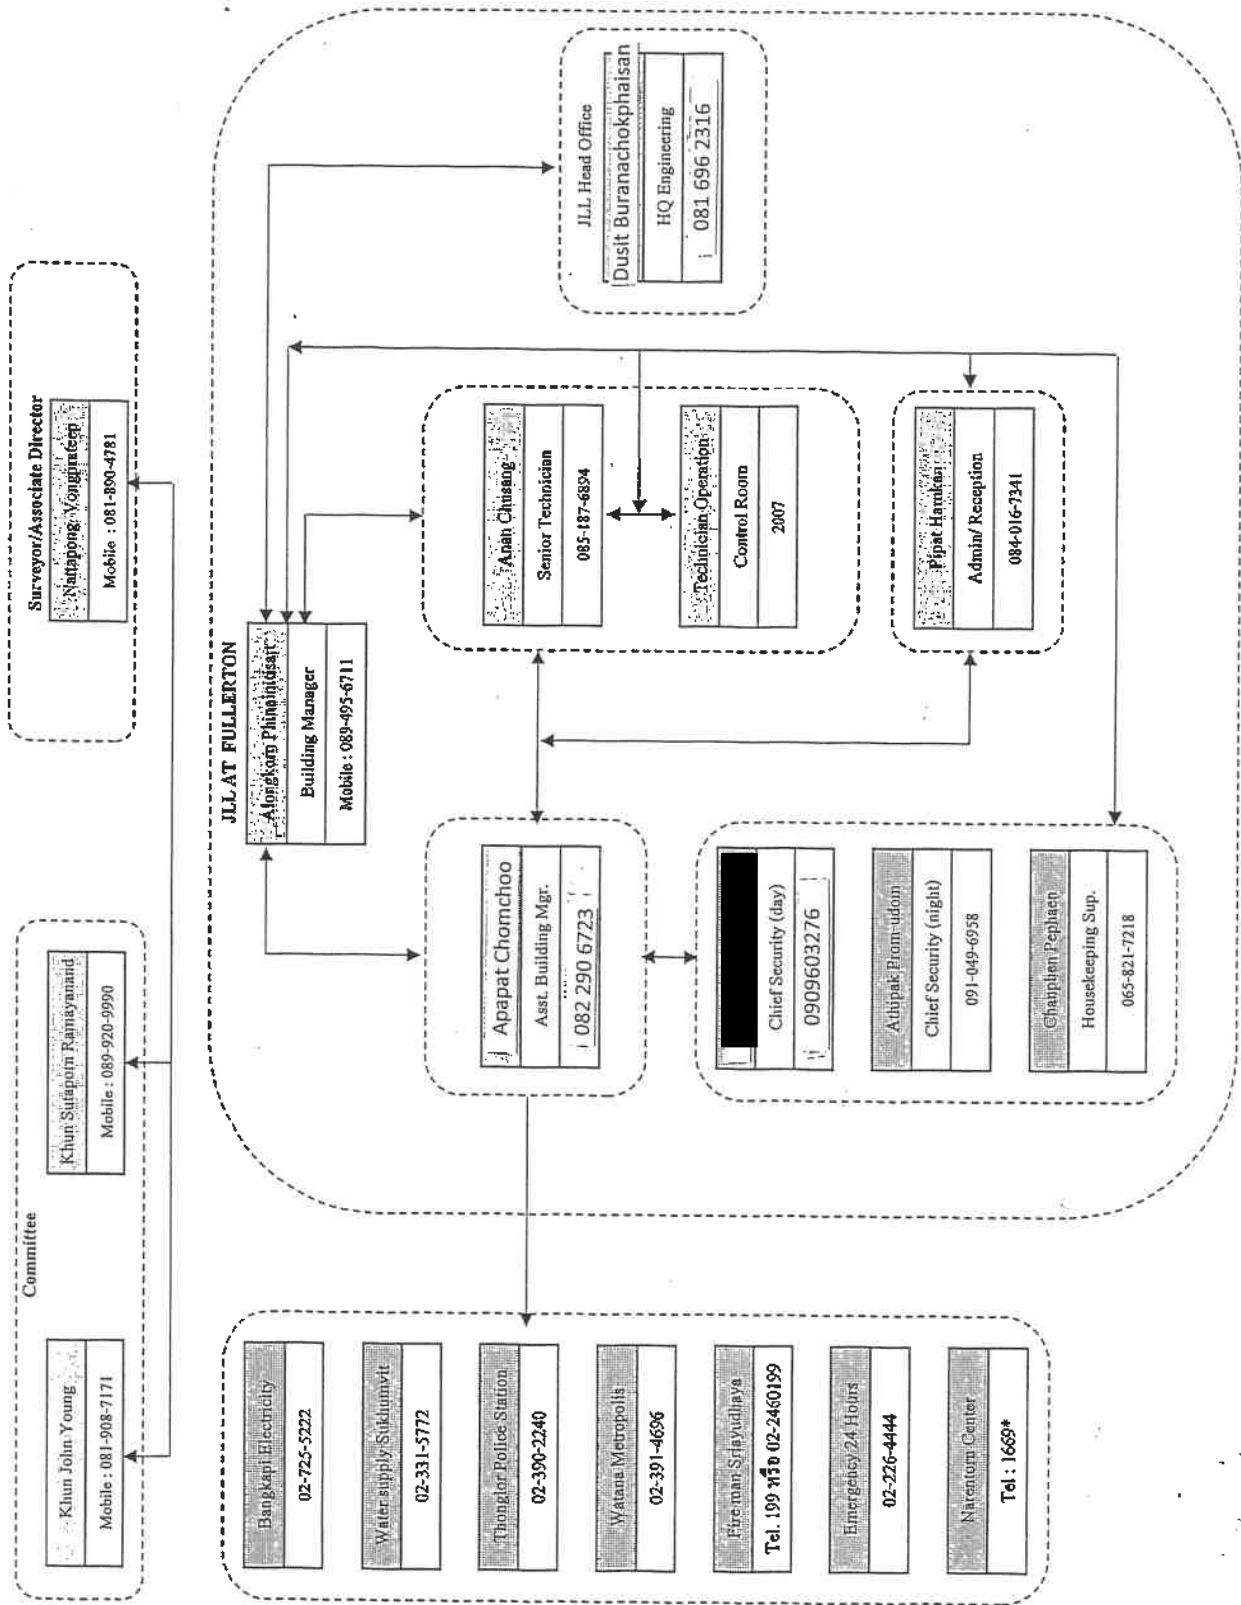 Committee
Khun John Young
Mobile : 081-908-7171
Khun Sutaporn Ramayanand
Mobile : 089-920-9990
Surveyor/Associate Director
Nattapong Vongprateep
Mobile : 081-890-4781
JLL AT FULLERTON
Alongkorn Phinainitisart
Building Manager
Mobile : 089-495-6711
Bangkapi Electricity
02-725-5222
Water supply Sukhumvit
02-331-5772
Thonglor Police Station
02-390-2240
Watana Metropolis
02-391-4696
Fire man Sriayudhaya
Tel. 199 หรือ 02-2460199
Emergency 24 Hours
02-226-4444
Narentorn Center
Tel : 1669*
Apapat Chomchoo
Asst. Building Mgr.
082 290 6723
Chief Security (day)
0909603276
Athipak Prom-udom
Chief Security (night)
091-049-6958
Chanphen Pephaen
Housekeeping Sup.
065-821-7218
Anan Chusang
Senior Technician
085-187-6894
Technician Operation
Control Room
2007
Pipat Hamkan
Admin/ Reception
084-016-7341
JLL Head Office
Dusit Buranachokphaisan
HQ Engineering
081 696 2316